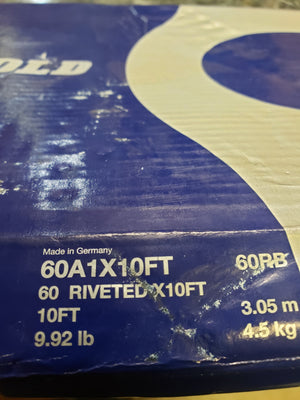 OLD
Made in Germany
60A1X10FT 60RB
60 RIVETED X10FT
10FT 3.05 m
9.92 lb 4.5 kg